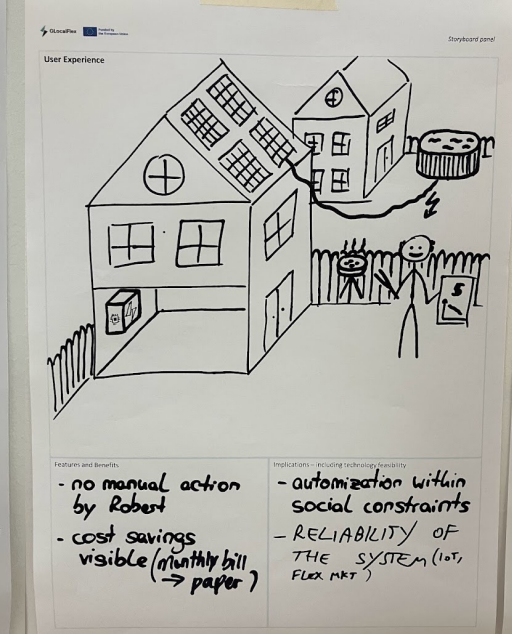 GLocalFlex
Funded by
the European Union
Storyboard panel
User Experience
$
Features and Benefits
- no manual action
by Robert
- cost savings
visible (monthly bill
→ paper)
Implications – including technology feasibility
- automization within
social constraints
- RELIABILITY OF
THE SYSTEM (IoT,
FLEX MKT)